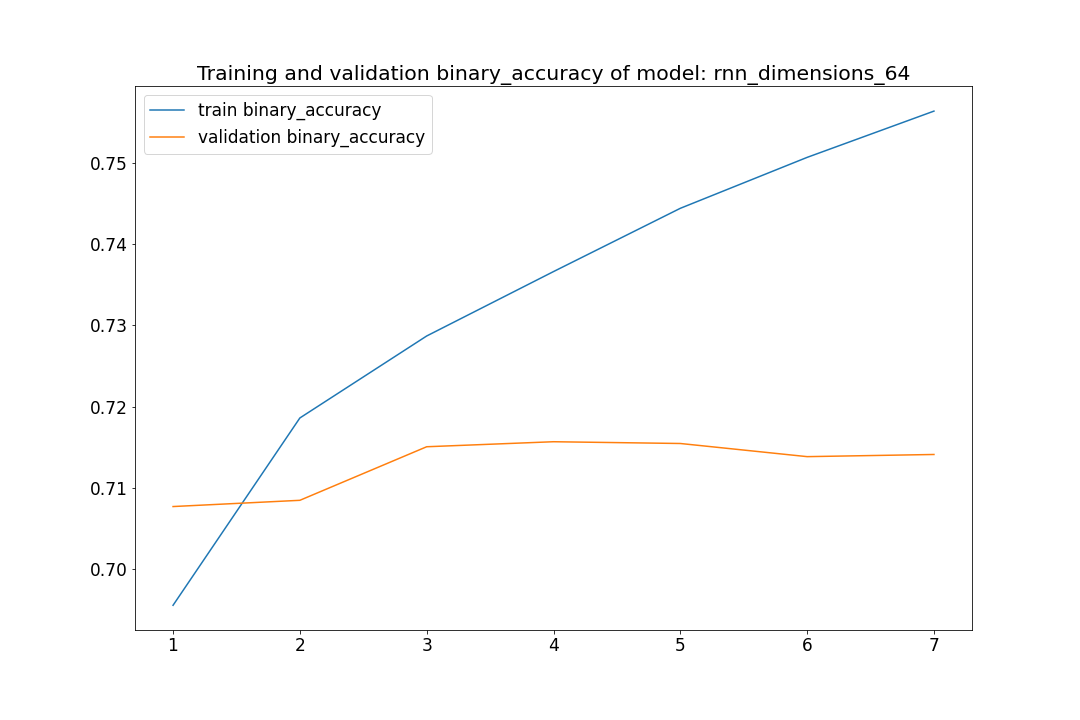 Training and validation binary_accuracy of model: rnn_dimensions_64
train binary_accuracy
validation binary_accuracy
0.75
0.74
0.73
0.72
0.71
0.70
1 2 3 4 5 6 7